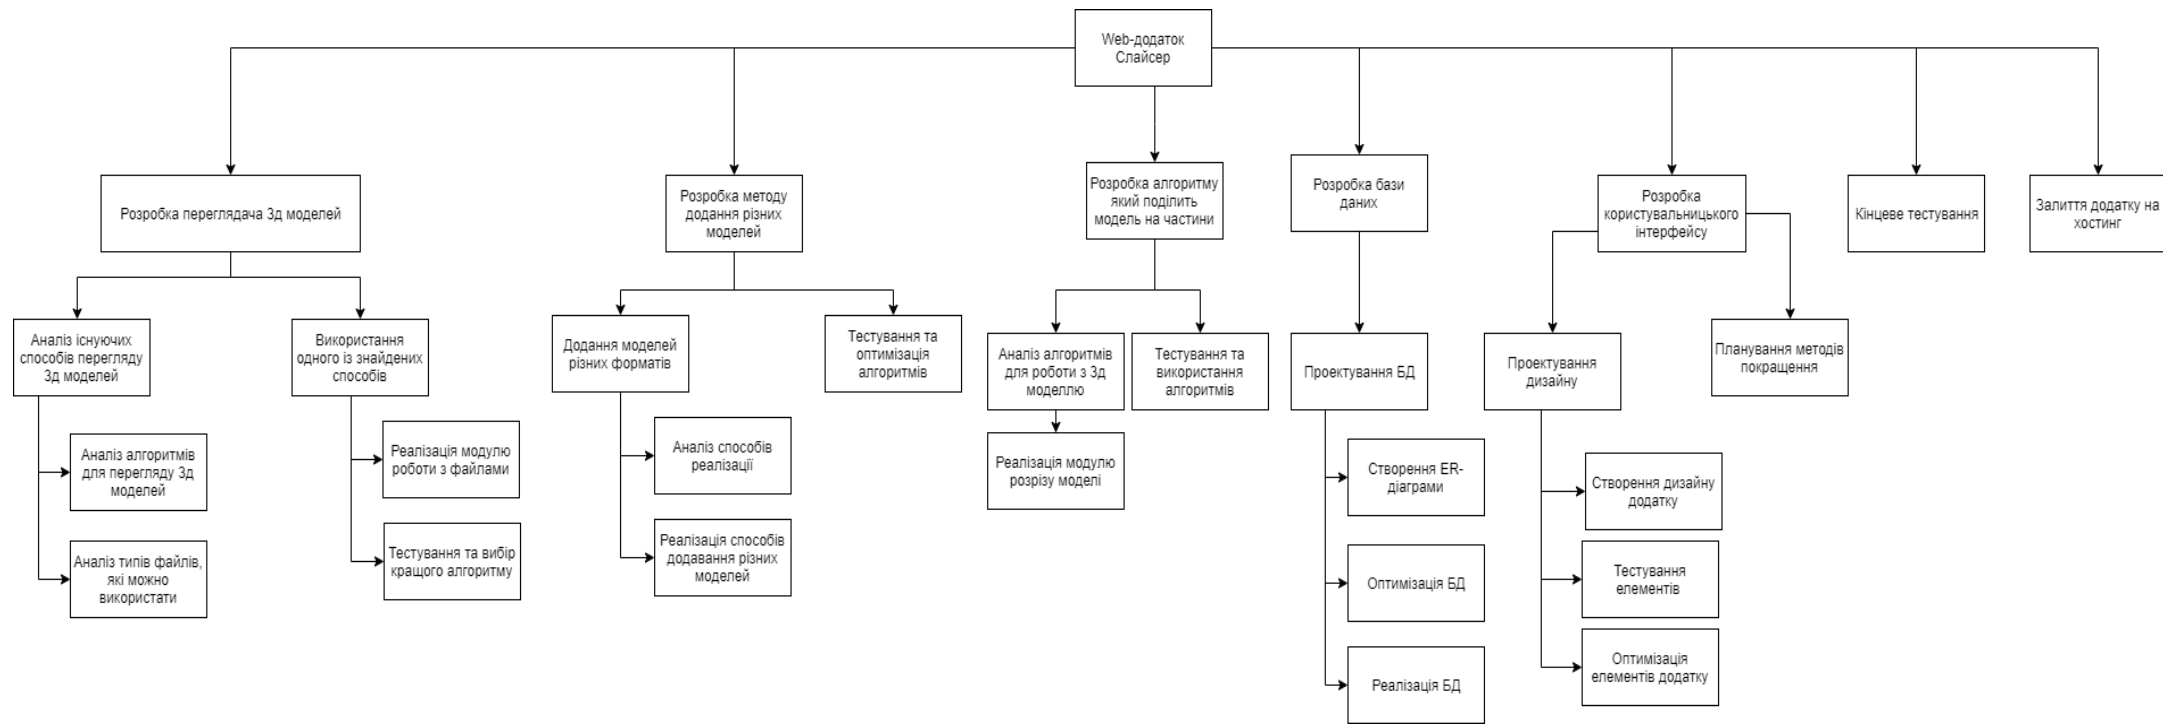 Web-додаток
Слайсер
Розробка переглядача 3д моделей
Розробка методу
додання різних
моделей
Розробка алгоритму
який поділить
модель на частини
Розробка бази
даних
Розробка
користувальницького
інтерфейсу
Кінцеве тестування
Залиття додатку на
хостинг
Аналіз існуючих
способів перегляду
3д моделей
Використання
одного із знайдених
способів
Додання моделей
різних форматів
Тестування та
оптимізація
алгоритмів
Аналіз алгоритмів
для роботи з 3д
моделлю
Тестування та
використання
алгоритмів
Проектування БД
Проектування
дизайну
Планування методів
покращення
Аналіз алгоритмів
для перегляду 3д
моделей
Аналіз типів файлів,
які можно
використати
Реалізація модулю
роботи з файлами
Тестування та вибір
кращого алгоритму
Аналіз способів
реалізації
Реалізація способів
додавання різних
моделей
Реалізація модулю
розрізу моделі
Створення ER-
діаграми
Оптимізація БД
Реалізація БД
Створення дизайну
додатку
Тестування
елементів
Оптимізація
елементів додатку